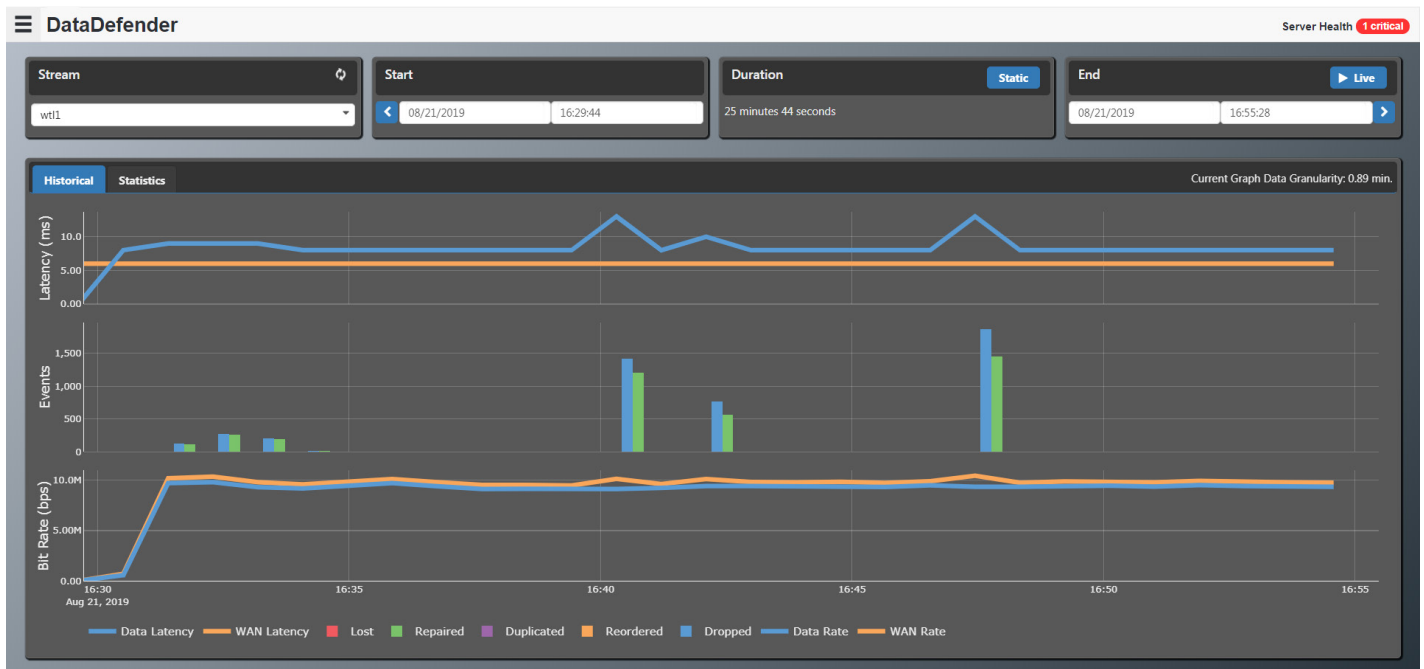 DataDefender
Server Health 1 critical
Stream
Start
Duration
Static
End
Live
wtl1
08/21/2019 16:29:44
25 minutes 44 seconds
08/21/2019 16:55:28
Historical Statistics
Current Graph Data Granularity: 0.89 min.
Latency (ms)
10.0
5.00
0.00
Events
1,500
1,000
500
0
Bit Rate (bps)
10.0M
5.00M
0.00
16:30 16:35 16:40 16:45 16:50 16:55
Aug 21, 2019
Data Latency WAN Latency Lost Repaired Duplicated Reordered Dropped Data Rate WAN Rate